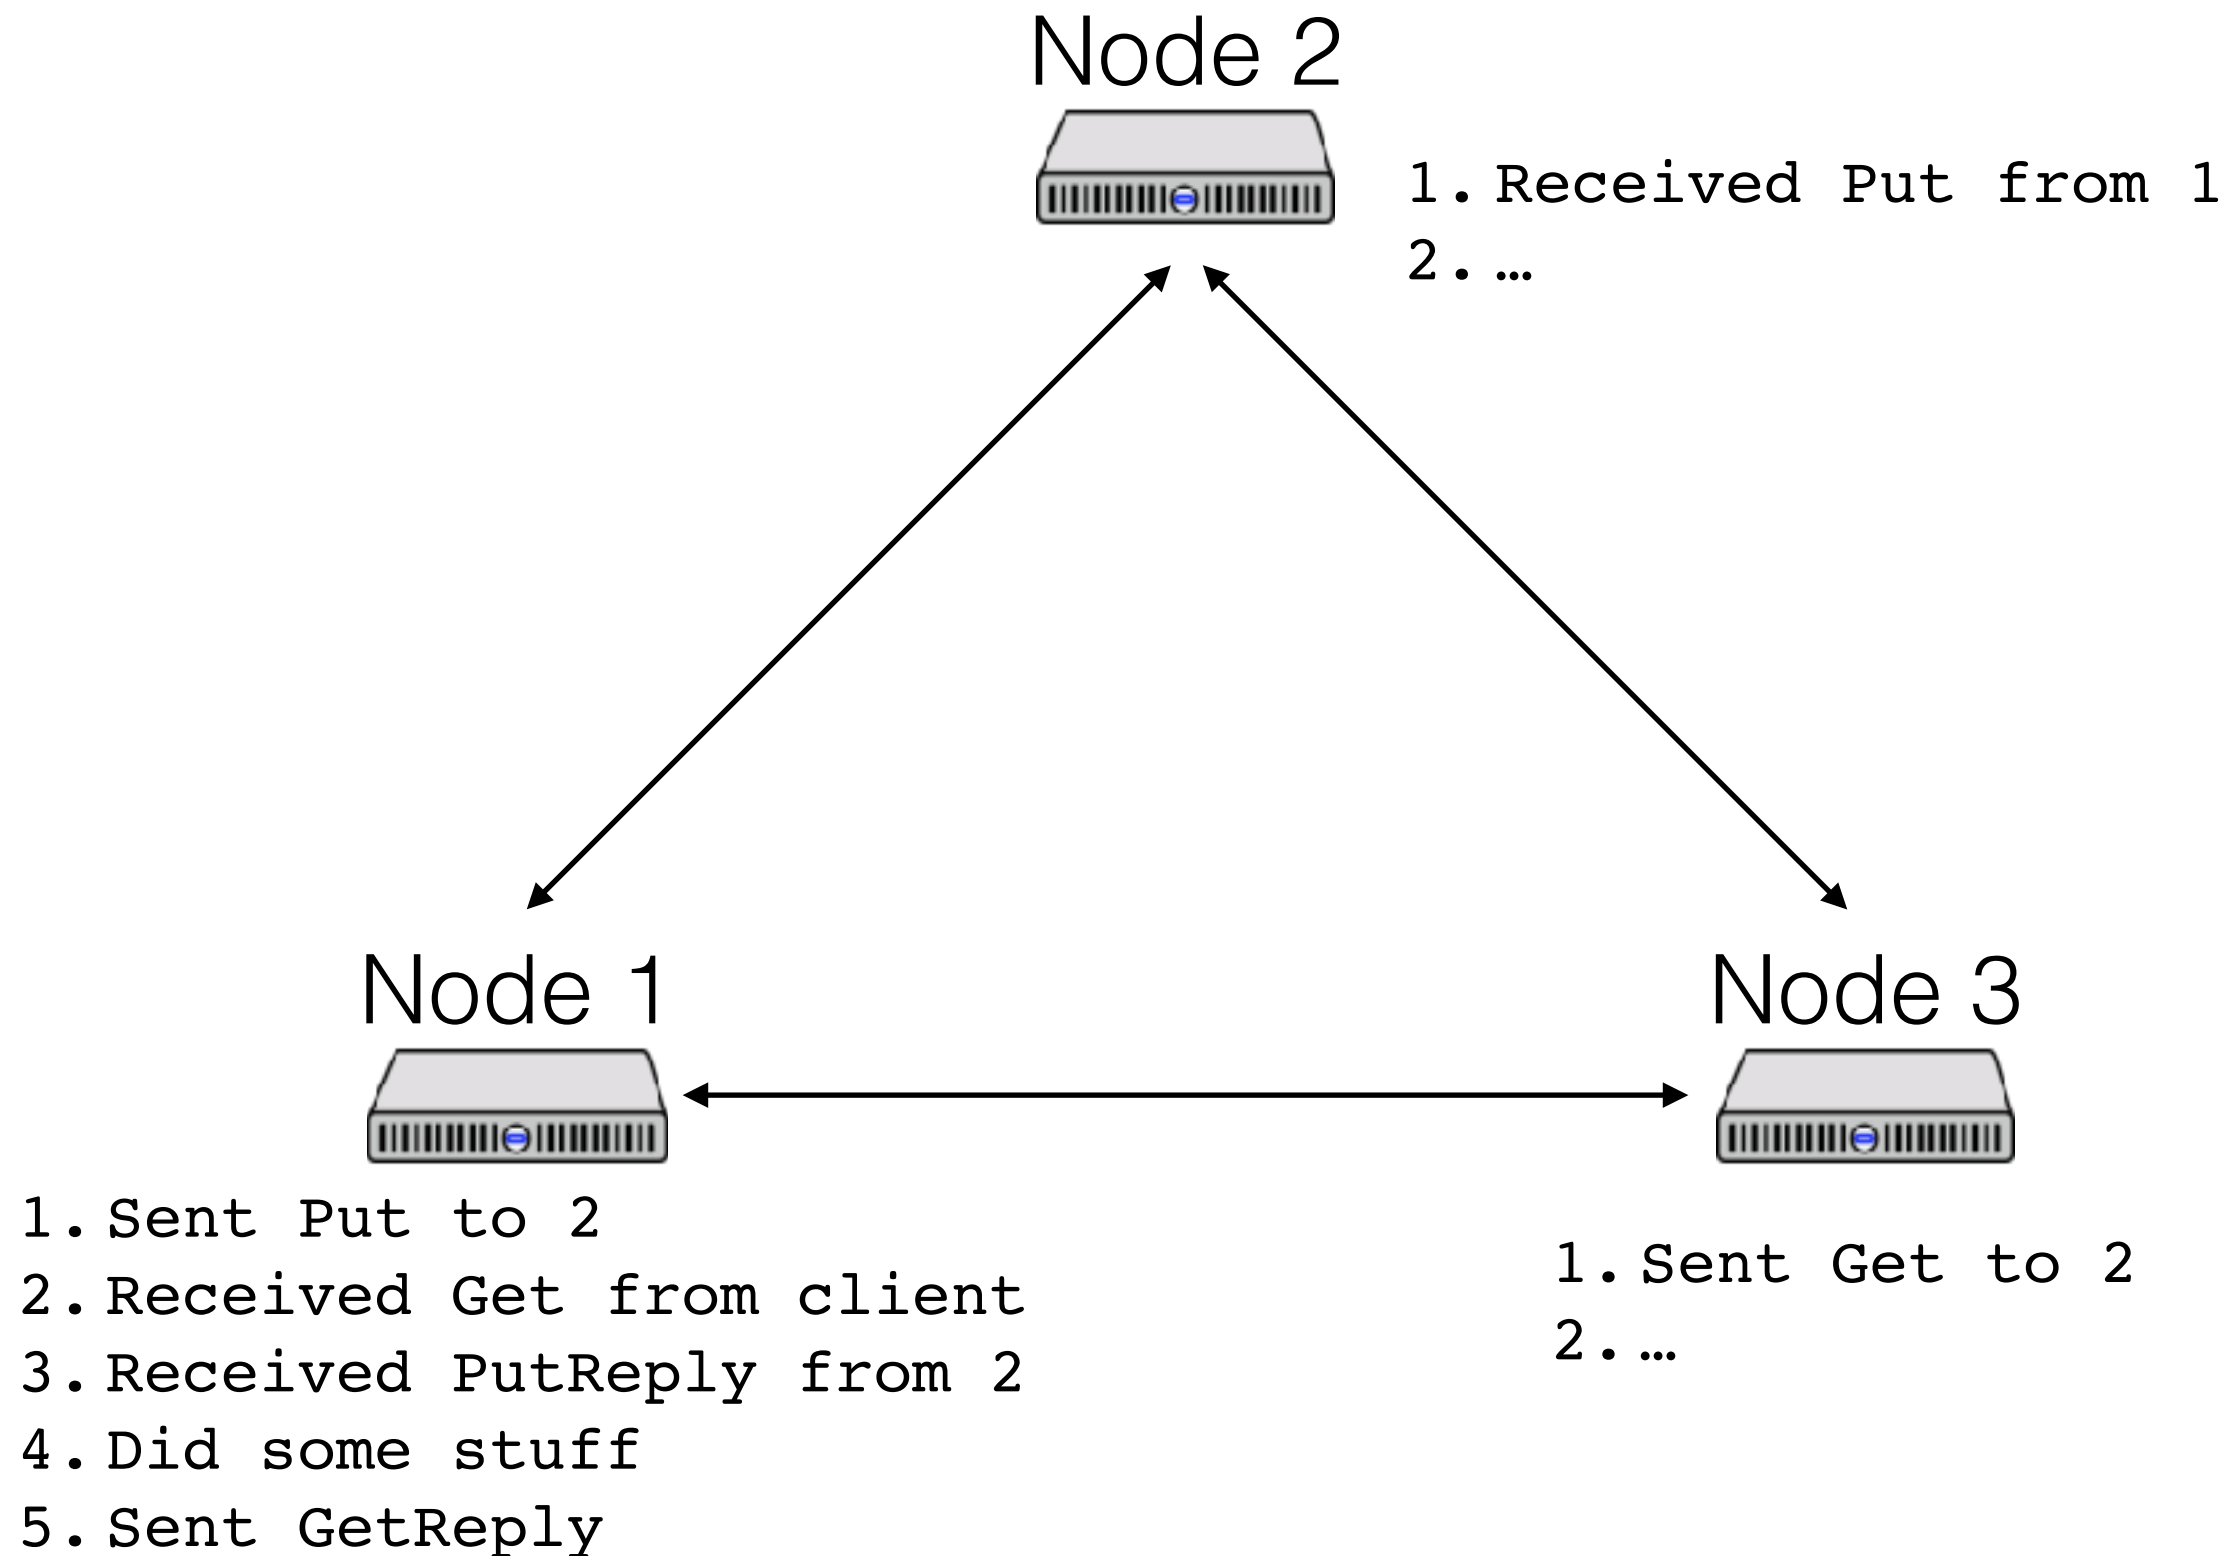 Node 2
1. Received Put from 1
2. …
Node 1
1. Sent Put to 2
2. Received Get from client
3. Received PutReply from 2
4. Did some stuff
5. Sent GetReply
Node 3
1. Sent Get to 2
2. …